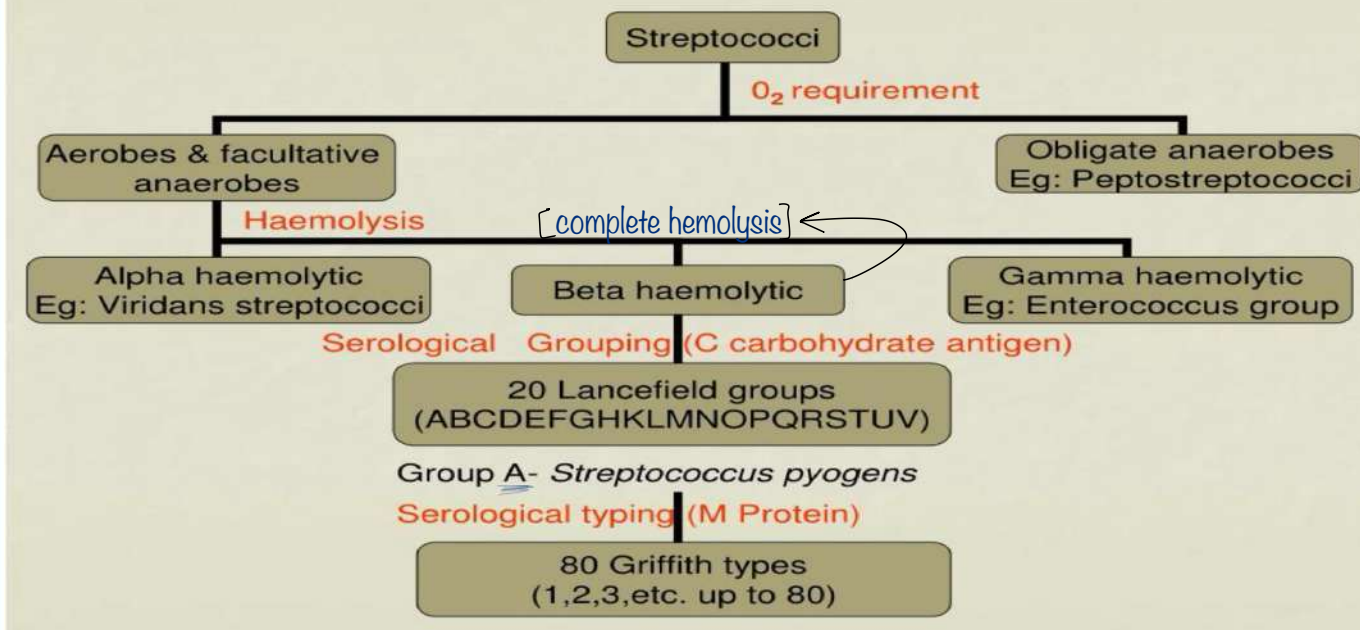 Streptococci
0₂ requirement
Aerobes & facultative
anaerobes
Obligate anaerobes
Eg: Peptostreptococci
Haemolysis
[complete hemolysis]
Alpha haemolytic
Eg: Viridans streptococci
Beta haemolytic
Gamma haemolytic
Eg: Enterococcus group
Serological Grouping (C carbohydrate antigen)
20 Lancefield groups
(ABCDEFGHKLMNOPQRSTUV)
Group A- Streptococcus pyogens
Serological typing (M Protein)
80 Griffith types
(1,2,3,etc. up to 80)